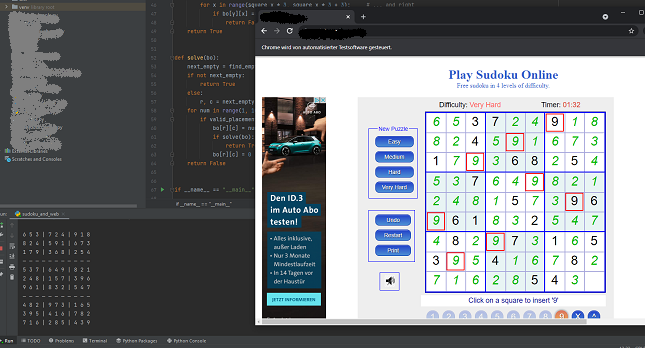 venv library root
for x in range(square_x * 3, square_x * 3 + 3):
if bo[y][x] =
return Fa
return True
def solve(bo):
next_empty = find_emp
if not next_empty:
return True
else:
r, c = next_empty
for num in range(1, 1
if valid_placemen
bo[r][c] = nu
if solve(bo):
return Tr
bo[r][c] = 0
return False
if __name__ == "__main__"
if __name__ == "__main__"
External Libraries
Scratches and Consoles
Run:
sudoku_and_web
6 5 3 | 7 2 4 | 9 1 8
8 2 4 | 5 9 1 | 6 7 3
1 7 9 | 3 6 8 | 2 5 4
5 3 7 | 6 4 9 | 8 2 1
2 4 8 | 1 5 7 | 3 9 6
9 6 1 | 8 3 2 | 5 4 7
4 8 2 | 9 7 3 | 1 6 5
3 9 5 | 4 1 6 | 7 8 2
7 1 6 | 2 8 5 | 4 3 9
Run
TODO
Problems
Terminal
Python Packages
Python Console
Chrome wird von automatisierter Testsoftware gesteuert.
Play Sudoku Online
Free sudoku in 4 levels of difficulty.
Difficulty: Very Hard
Timer: 01:32
New Puzzle
Easy
Medium
Hard
Very Hard
Undo
Restart
Print
6 5 3 7 2 4 9 1 8
8 2 4 5 9 1 6 7 3
1 7 9 3 6 8 2 5 4
5 3 7 6 4 9 8 2 1
2 4 8 1 5 7 3 9 6
9 6 1 8 3 2 5 4 7
4 8 2 9 7 3 1 6 5
3 9 5 4 1 6 7 8 2
7 1 6 2 8 5 4 3
Click on a square to insert '9'
1 2 3 4 5 6 7 8 9 X ^
Den ID.3
im Auto Abo
testen!
• Alles inklusive,
außer Laden
• Nur 3 Monate
Mindestlaufzeit
• In 14 Tagen vor
der Haustür
JETZT INFORMIEREN